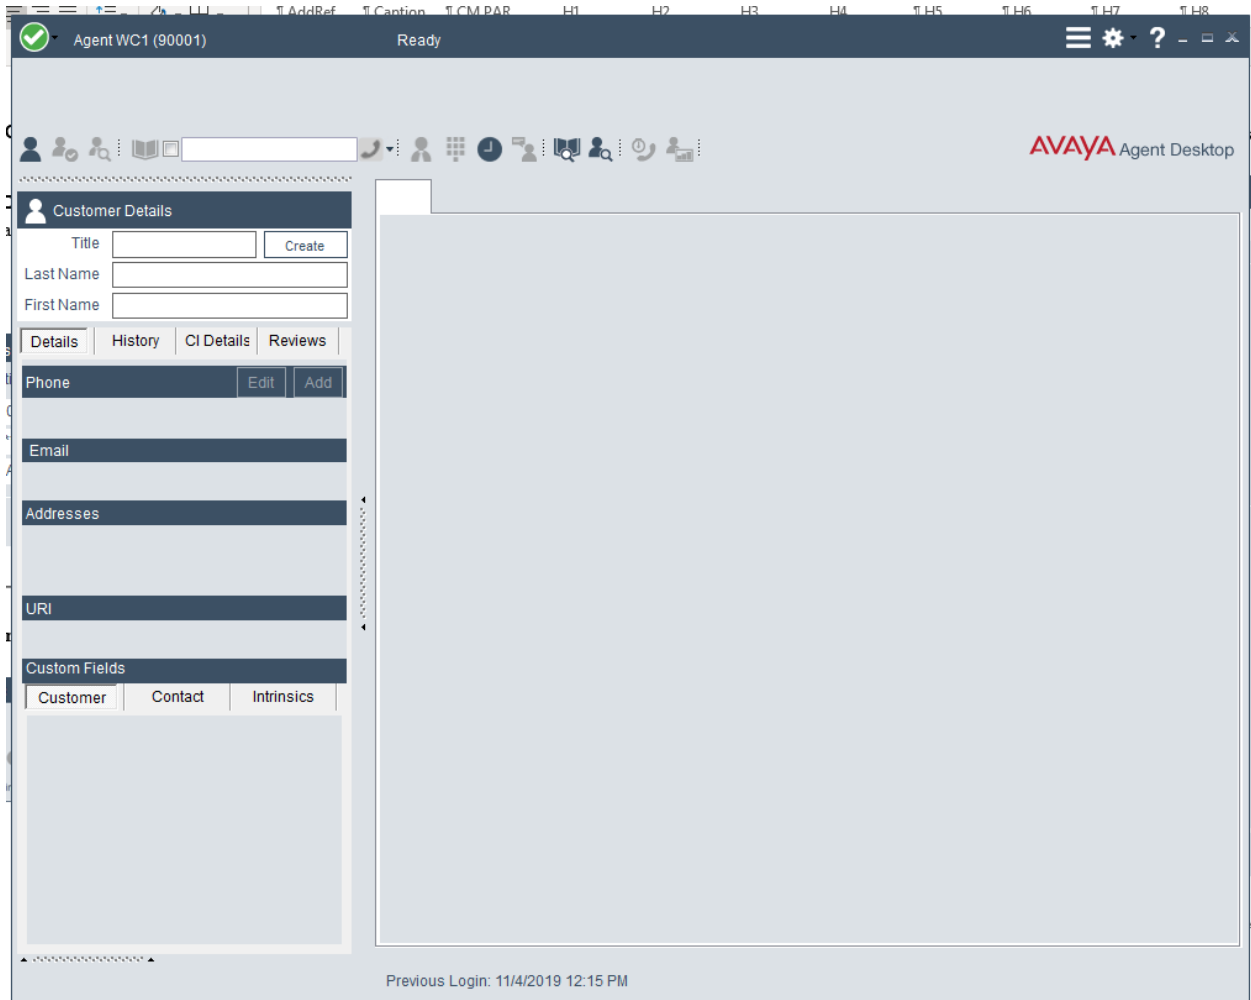 ¶ AddRef ¶ Caption ¶ CM PAR H1 H2 H3 H4 ¶ H5 ¶ H6 ¶ H7 ¶ H8
Agent WC1 (90001) Ready ?
AVAYA Agent Desktop
Customer Details
Title Create
Last Name
First Name
Details History CI Details Reviews
Phone Edit Add
Email
Addresses
URI
Custom Fields
Customer Contact Intrinsics
Previous Login: 11/4/2019 12:15 PM